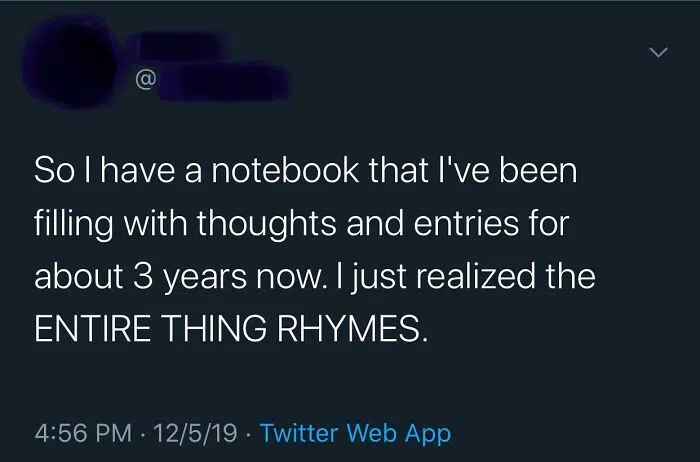 @
So I have a notebook that I've been
filling with thoughts and entries for
about 3 years now. I just realized the
ENTIRE THING RHYMES.
4:56 PM · 12/5/19 · Twitter Web App